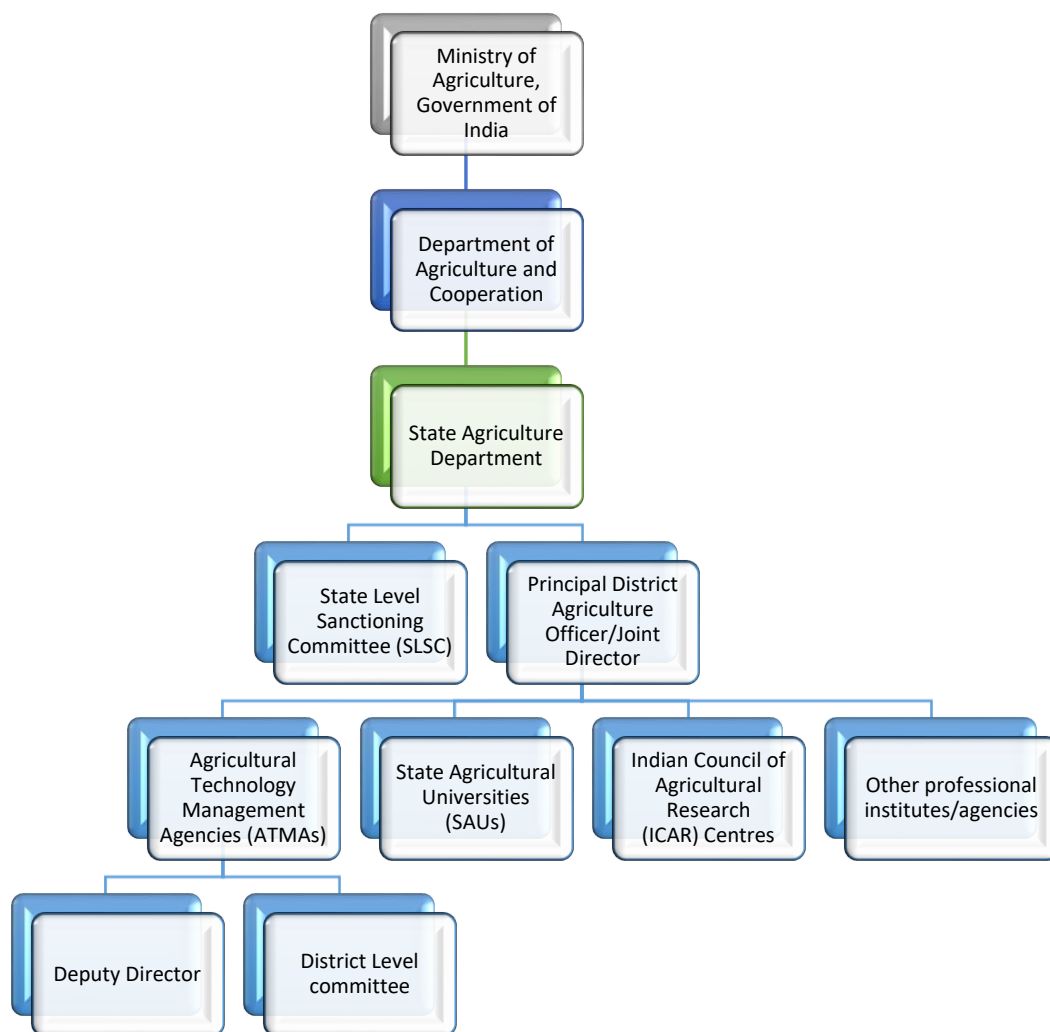 Ministry of
Agriculture,
Government of
India
Department of
Agriculture and
Cooperation
State Agriculture
Department
State Level
Sanctioning
Committee (SLSC)
Principal District
Agriculture
Officer/Joint
Director
Agricultural
Technology
Management
Agencies (ATMAs)
State Agricultural
Universities
(SAUs)
Indian Council of
Agricultural
Research
(ICAR) Centres
Other professional
institutes/agencies
Deputy Director
District Level
committee